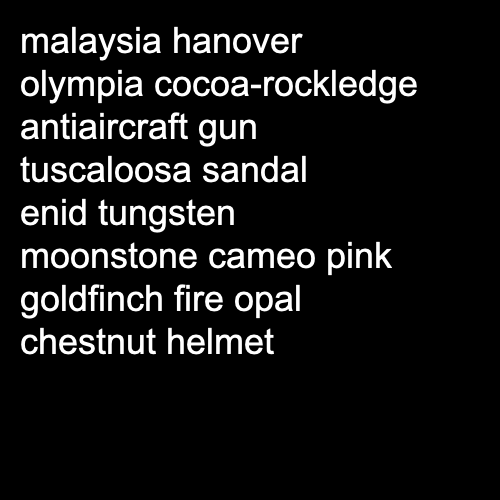 malaysia hanover
olympia cocoa-rockledge
antiaircraft gun
tuscaloosa sandal
enid tungsten
moonstone cameo pink
goldfinch fire opal
chestnut helmet